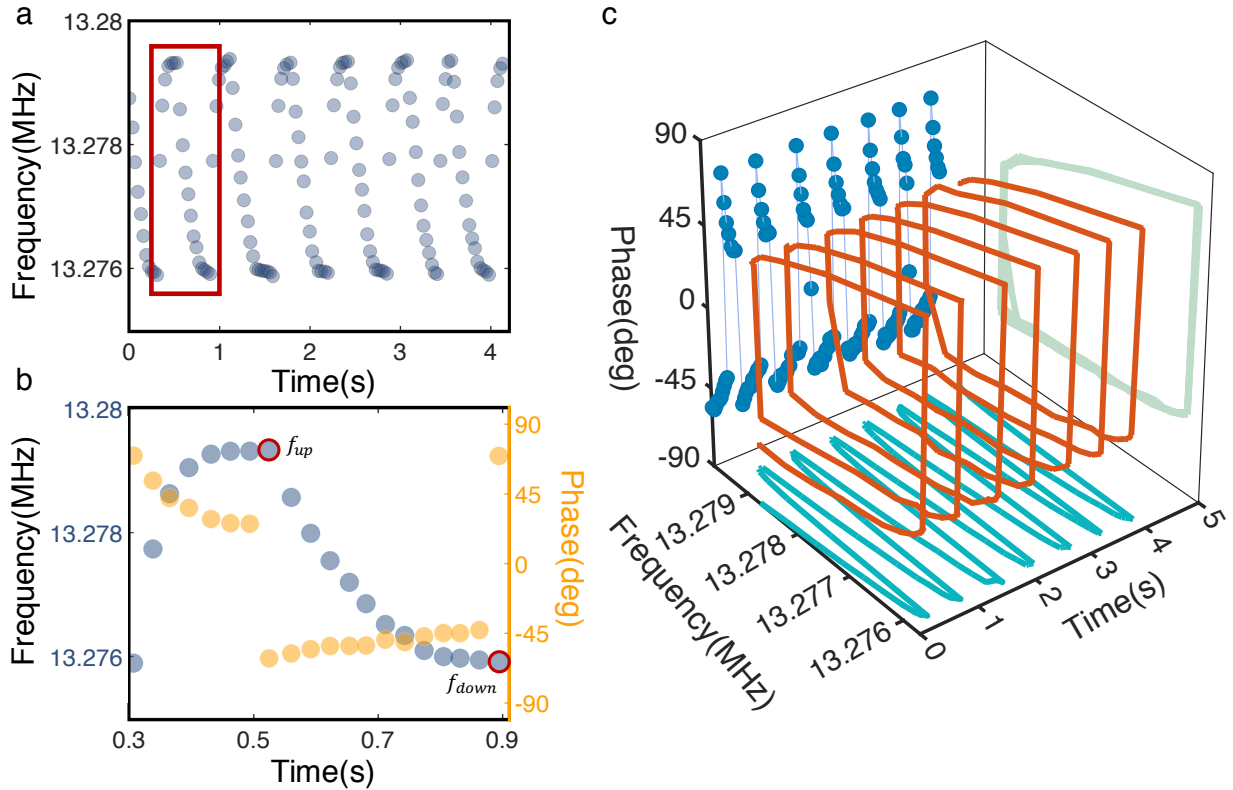 a
13.28
13.278
13.276
Frequency(MHz)
0 1 2 3 4
Time(s)
b
13.28
13.278
13.276
Frequency(MHz)
f_up
f_down
90
45
0
-45
-90
Phase(deg)
0.3 0.5 0.7 0.9
Time(s)
c
90
45
0
-45
-90
Phase(deg)
13.279
13.278
13.277
13.276
Frequency(MHz)
0
1
2
3
4
5
Time(s)